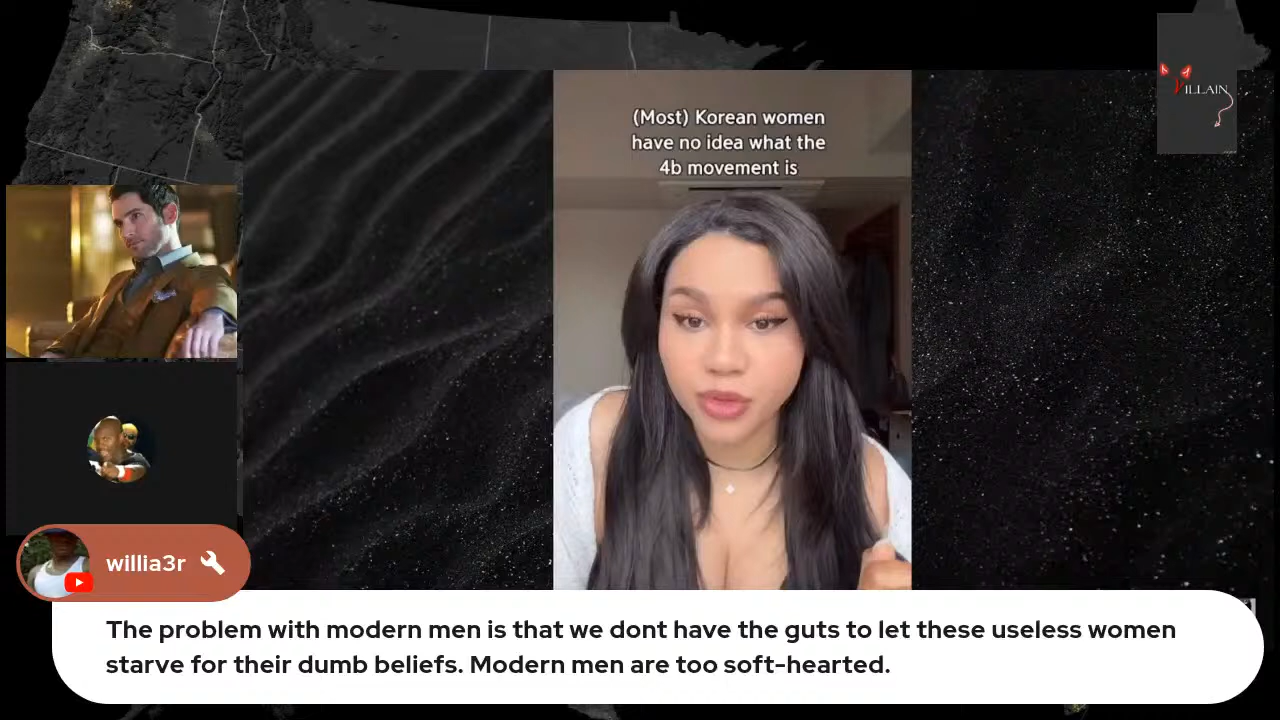 (Most) Korean women
have no idea what the
4b movement is
VILLAIN
willia3r
The problem with modern men is that we dont have the guts to let these useless women
starve for their dumb beliefs. Modern men are too soft-hearted.